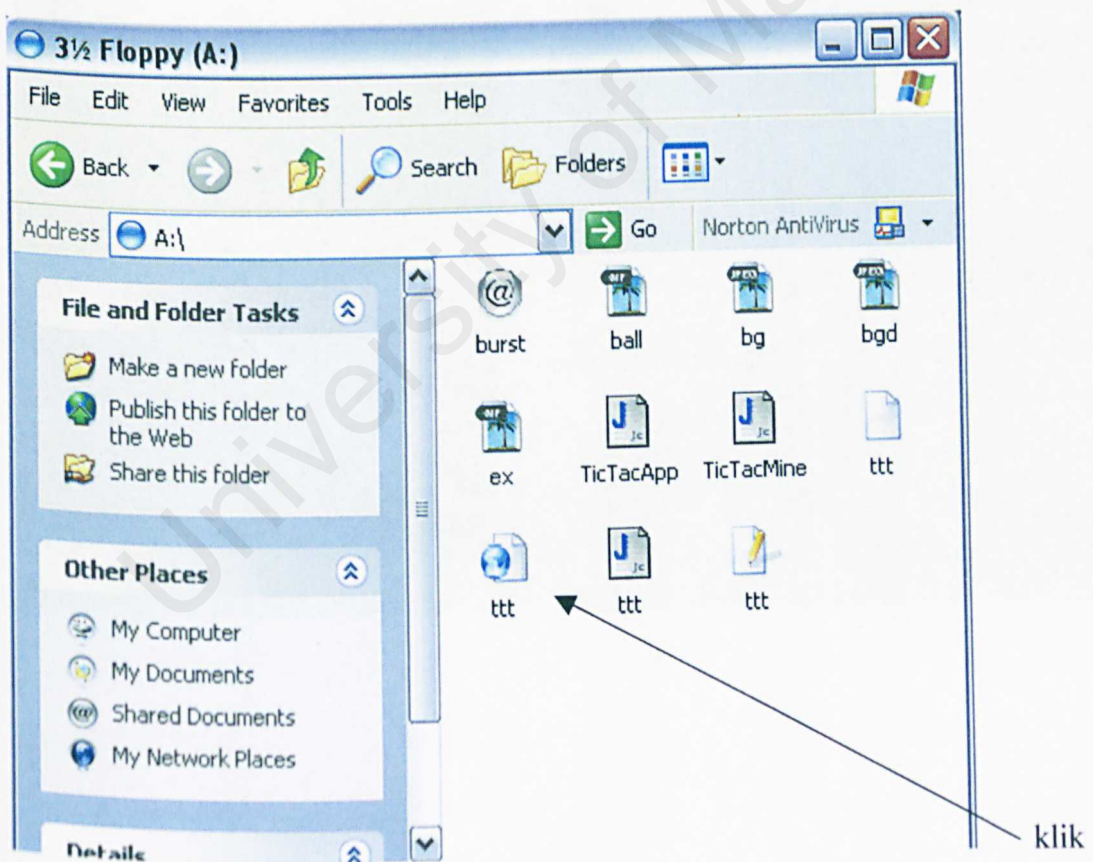 3½ Floppy (A:)
File Edit View Favorites Tools Help
Back Search Folders
Address A:\ Go Norton AntiVirus
File and Folder Tasks
Make a new folder
Publish this folder to
the Web
Share this folder
Other Places
My Computer
My Documents
Shared Documents
My Network Places
Details
burst ball bg bgd
ex TicTacApp TicTacMine ttt
ttt ttt ttt
klik
University of M